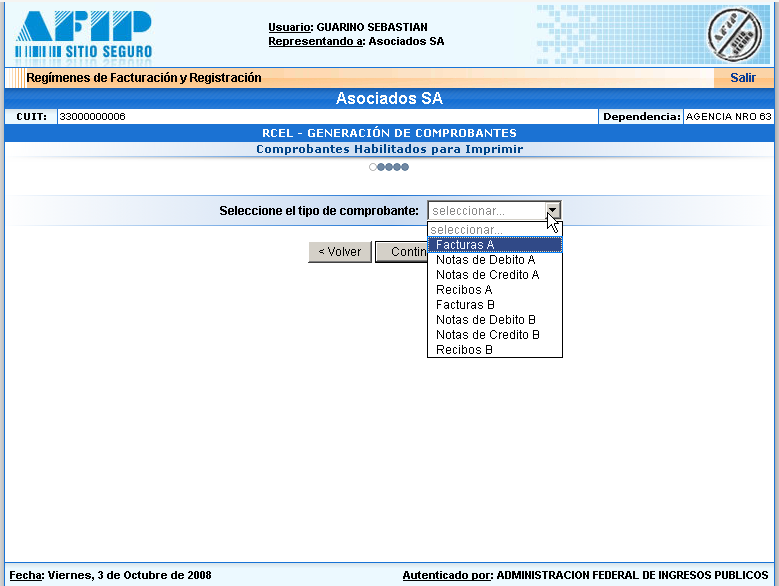 AFIP
SITIO SEGURO
Usuario: GUARINO SEBASTIAN
Representando a: Asociados SA
AFIP
SITIO SEGURO
Regímenes de Facturación y Registración
Salir
Asociados SA
CUIT: 33000000006
Dependencia: AGENCIA NRO 63
RCEL - GENERACIÓN DE COMPROBANTES
Comprobantes Habilitados para Imprimir
Seleccione el tipo de comprobante: seleccionar...
seleccionar...
Facturas A
< Volver
Contin
Notas de Debito A
Notas de Credito A
Recibos A
Facturas B
Notas de Debito B
Notas de Credito B
Recibos B
Fecha: Viernes, 3 de Octubre de 2008
Autenticado por: ADMINISTRACION FEDERAL DE INGRESOS PUBLICOS